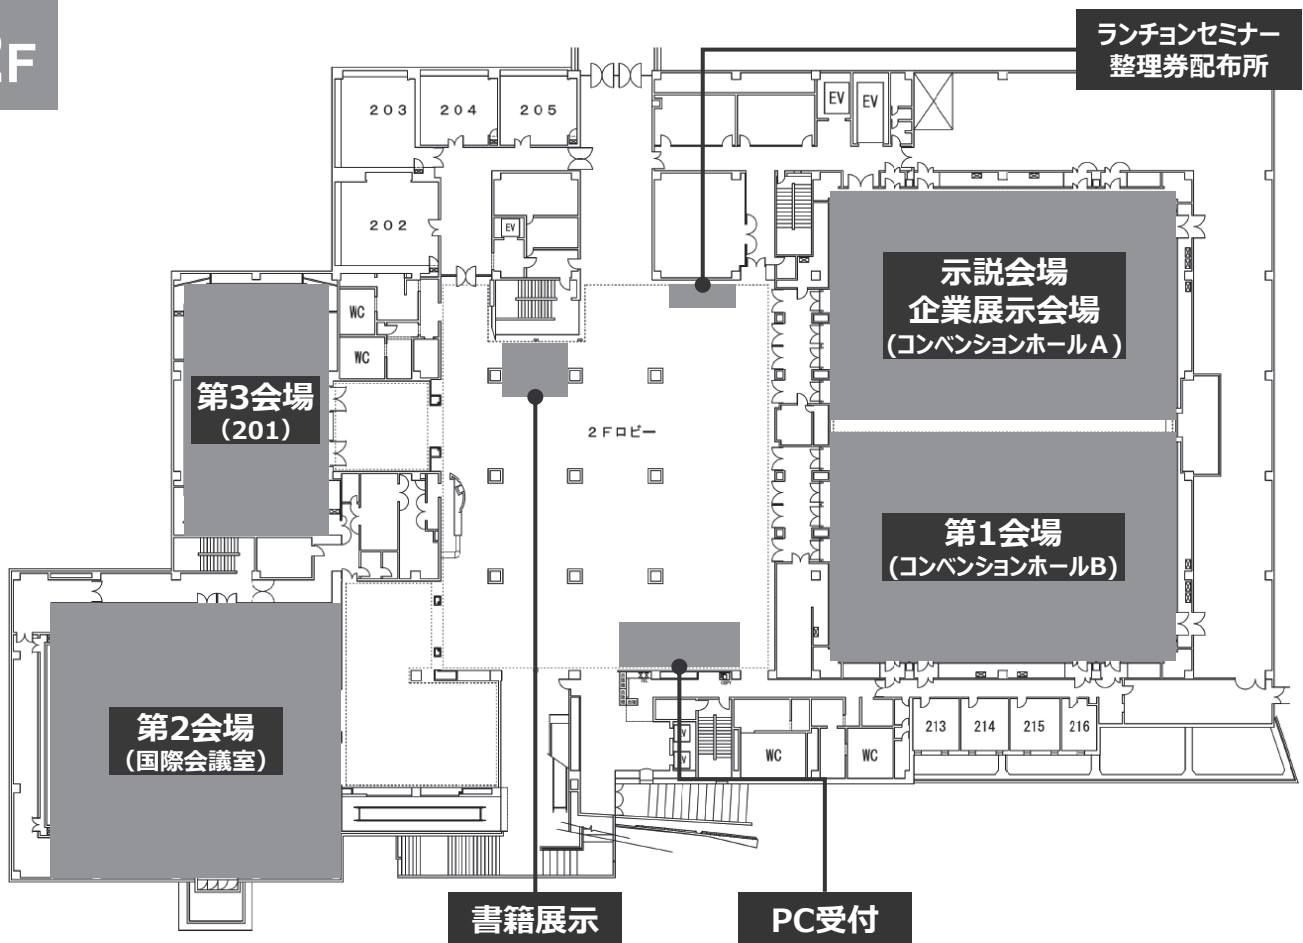 2F
ランチョンセミナー
整理券配布所
203
204
205
EV
EV
202
EV
示説会場
企業展示会場
(コンベンションホールA)
WC
WC
第3会場
(201)
2Fロビー
第1会場
(コンベンションホールB)
第2会場
(国際会議室)
213
214
215
216
WC
WC
書籍展示
PC受付